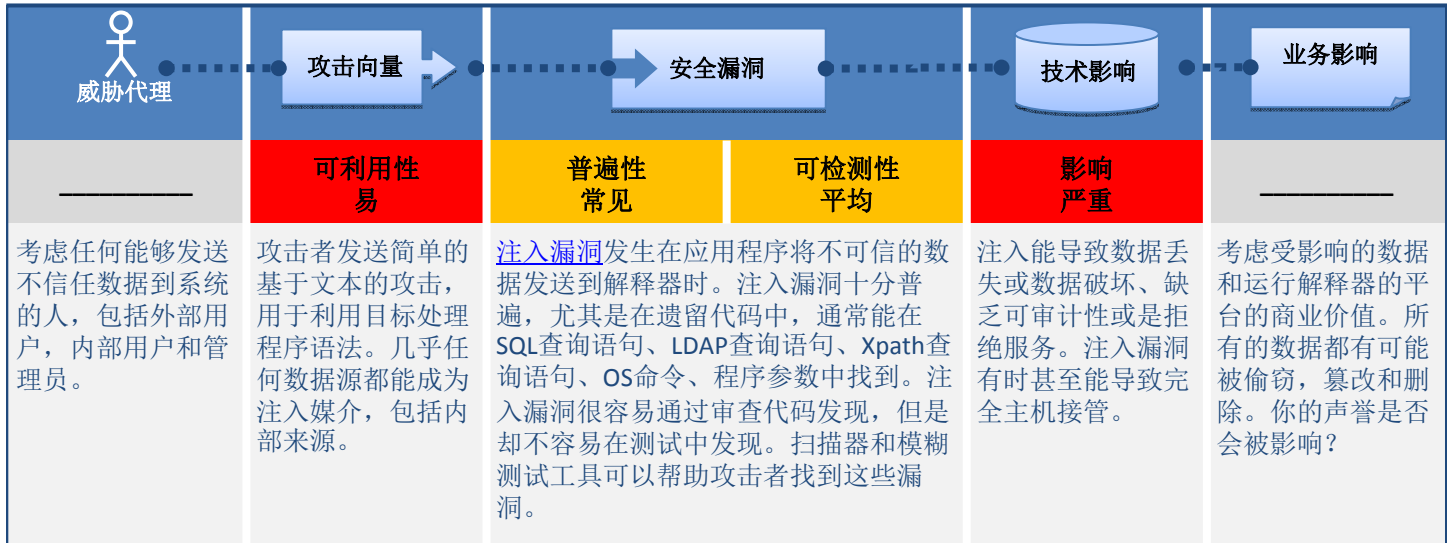 威胁代理
攻击向量
安全漏洞
技术影响
业务影响
__________
可利用性
易
普遍性
常见
可检测性
平均
影响
严重
__________
考虑任何能够发送
不信任数据到系统
的人，包括外部用
户，内部用户和管
理员。
攻击者发送简单的
基于文本的攻击，
用于利用目标处理
程序语法。几乎任
何数据源都能成为
注入媒介，包括内
部来源。
注入漏洞发生在应用程序将不可信的数
据发送到解释器时。注入漏洞十分普
遍，尤其是在遗留代码中，通常能在
SQL查询语句、LDAP查询语句、Xpath查
询语句、OS命令、程序参数中找到。注
入漏洞很容易通过审查代码发现，但是
却不容易在测试中发现。扫描器和模糊
测试工具可以帮助攻击者找到这些漏
洞。
注入能导致数据丢
失或数据破坏、缺
乏可审计性或是拒
绝服务。注入漏洞
有时甚至能导致完
全主机接管。
考虑受影响的数据
和运行解释器的平
台的商业价值。所
有的数据都有可能
被偷窃，篡改和删
除。你的声誉是否
会被影响？